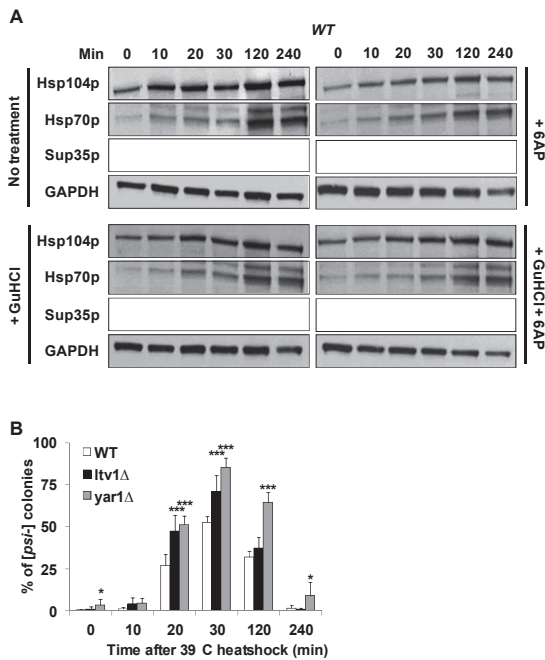 A
WT
Min 0 10 20 30 120 240 0 10 20 30 120 240
No treatment
Hsp104p
Hsp70p
Sup35p
GAPDH
+ 6AP
+ GuHCl
Hsp104p
Hsp70p
Sup35p
GAPDH
+ GuHCl + 6AP
B
% of [psi-] colonies
100
75
50
25
0
WT
ltv1Δ
yar1Δ
* *** *** *** *** *** *
0 10 20 30 120 240
Time after 39 C heatshock (min)